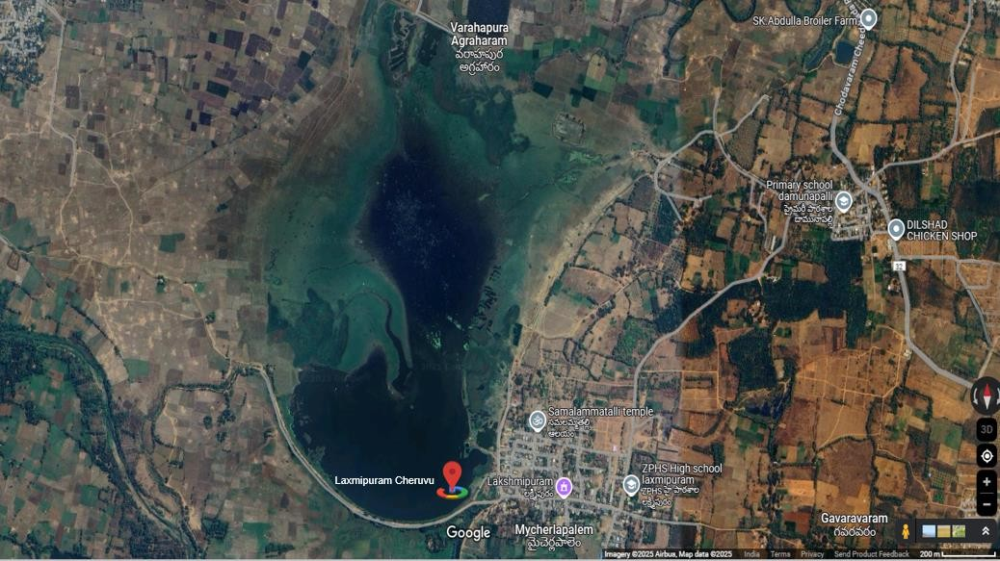 Varahapura
Agraharam
వరాహపుర
అగ్రహారం
SK.Abdulla Broiler Farm
Chodavaram Cheed
Primary school
damunapalli
ప్రైమరీ పాఠశాల
దామునాపల్లి
DILSHAD
CHICKEN SHOP
32
Samalammatalli temple
సమలమ్మతల్లి
ఆలయం
3D
Laxmipuram Cheruvu
Lakshmipuram
లక్ష్మిపురం
ZPHS High school
laxmipuram
ZPHS హై పాఠశాల
లక్ష్మీపురం
Google
Mycherlapalem
మైచెర్లపాలెం
Gavaravaram
గవరవరం
Imagery ©2025 Airbus, Map data ©2025 India Terms Privacy Send Product Feedback 200 m